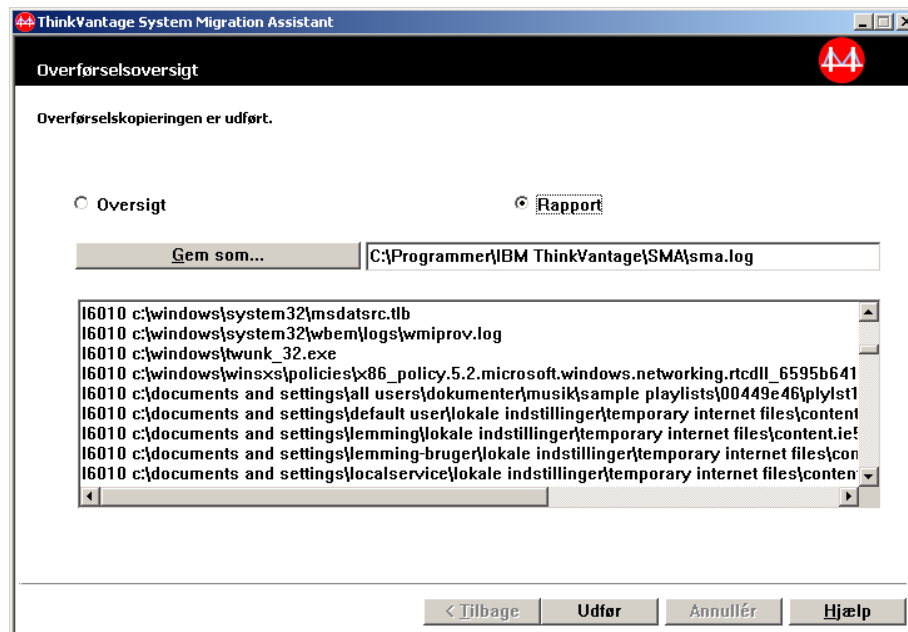 ThinkVantage System Migration Assistant
Overførselsoversigt
Overførselskopieringen er udført.
Oversigt
Rapport
Gem som...
C:\Programmer\IBM ThinkVantage\SMA\sma.log
I6010 c:\windows\system32\msdatsrc.tlb
I6010 c:\windows\system32\wbem\logs\wmiprov.log
I6010 c:\windows\twunk_32.exe
I6010 c:\windows\winsxs\policies\x86_policy.5.2.microsoft.windows.networking.rtcdll_6595b641
I6010 c:\documents and settings\all users\dokumenter\musik\sample playlists\00449e46\plylst1
I6010 c:\documents and settings\default user\lokale indstillinger\temporary internet files\content
I6010 c:\documents and settings\lemming\lokale indstillinger\temporary internet files\content.ie5
I6010 c:\documents and settings\lemming-bruger\lokale indstillinger\temporary internet files\con
I6010 c:\documents and settings\localservice\lokale indstillinger\temporary internet files\conten
< Tilbage
Udfør
Annullér
Hjælp